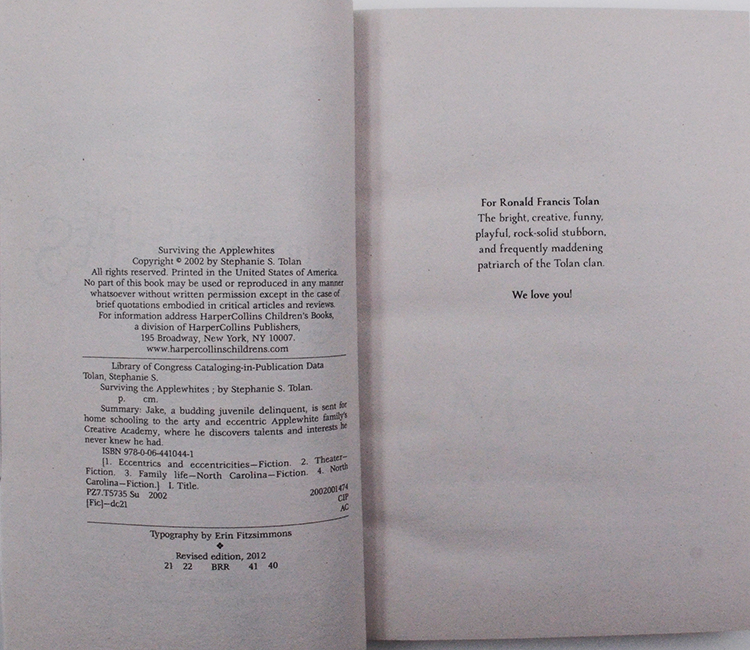 Surviving the Applewhites
Copyright © 2002 by Stephanie S. Tolan
All rights reserved. Printed in the United States of America.
No part of this book may be used or reproduced in any manner
whatsoever without written permission except in the case of
brief quotations embodied in critical articles and reviews.
For information address HarperCollins Children's Books,
a division of HarperCollins Publishers,
195 Broadway, New York, NY 10007.
www.harpercollinschildrens.com
Library of Congress Cataloging-in-Publication Data
Tolan, Stephanie S.
Surviving the Applewhites ; by Stephanie S. Tolan.
p. cm.
Summary: Jake, a budding juvenile delinquent, is sent for
home schooling to the arty and eccentric Applewhite family's
Creative Academy, where he discovers talents and interests he
never knew he had.
ISBN 978-0-06-441044-1
[1. Eccentrics and eccentricities—Fiction. 2. Theater—
Fiction. 3. Family life—North Carolina—Fiction. 4. North
Carolina—Fiction.] I. Title.
PZ7.T5735 Su 2002 2002001474
[Fic]—dc21 CIP
AC
Typography by Erin Fitzsimmons
❖
Revised edition, 2012
21 22 BRR 41 40
For Ronald Francis Tolan
The bright, creative, funny,
playful, rock-solid stubborn,
and frequently maddening
patriarch of the Tolan clan.
We love you!